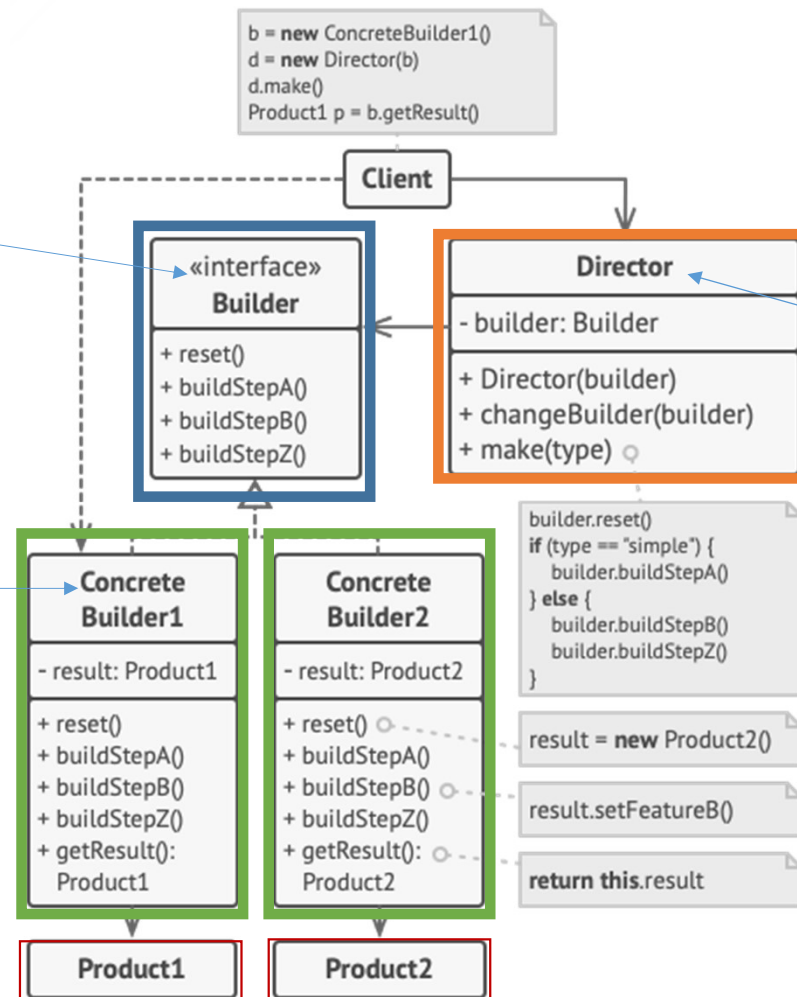 b = new ConcreteBuilder1()
d = new Director(b)
d.make()
Product1 p = b.getResult()
Client
«interface»
Builder
+ reset()
+ buildStepA()
+ buildStepB()
+ buildStepZ()
Director
- builder: Builder
+ Director(builder)
+ changeBuilder(builder)
+ make(type)
builder.reset()
if (type == "simple") {
builder.buildStepA()
} else {
builder.buildStepB()
builder.buildStepZ()
}
Concrete
Builder1
- result: Product1
+ reset()
+ buildStepA()
+ buildStepB()
+ buildStepZ()
+ getResult():
Product1
Concrete
Builder2
- result: Product2
+ reset()
+ buildStepA()
+ buildStepB()
+ buildStepZ()
+ getResult():
Product2
result = new Product2()
result.setFeatureB()
return this.result
Product1
Product2